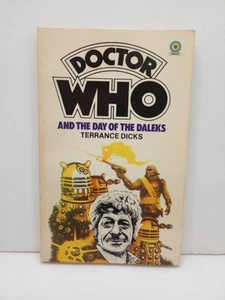 DOCTOR
WHO
AND THE DAY OF THE DALEKS
TERRANCE DICKS